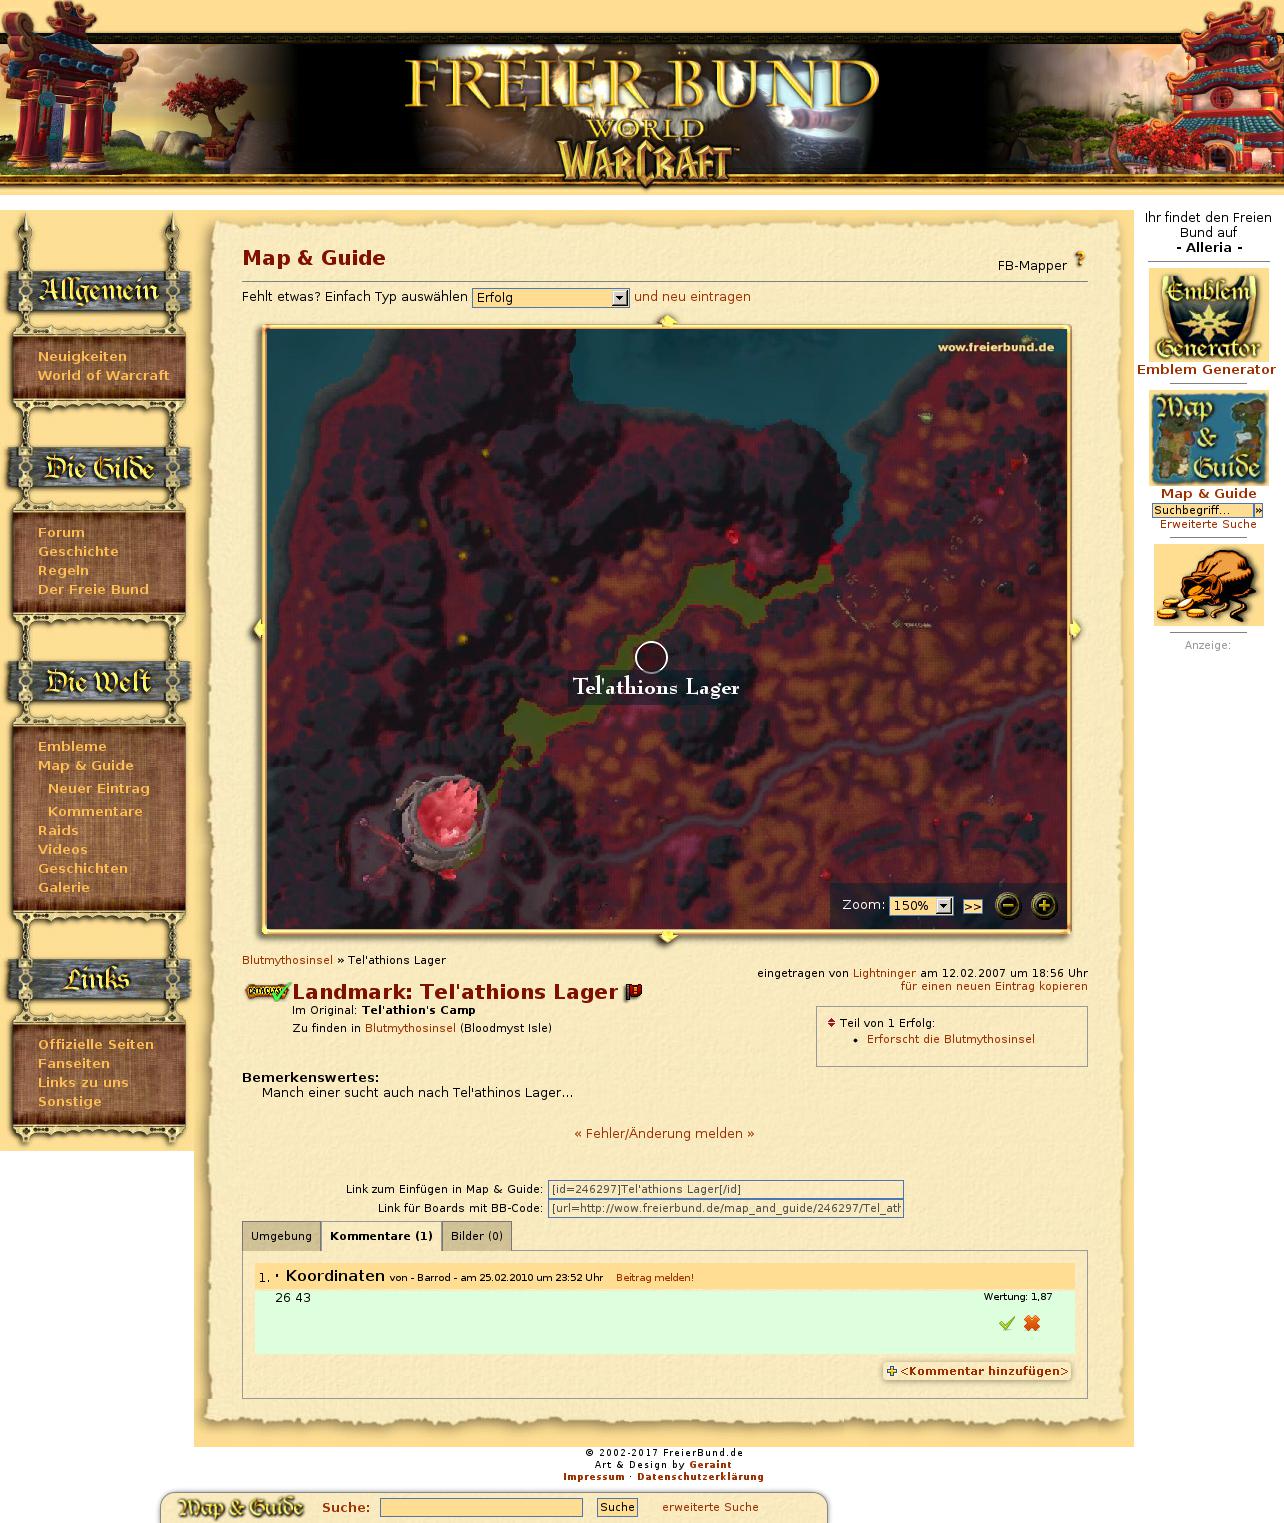 FREIER BUND
WORLD
WARCRAFT
Allgemein
Neuigkeiten
World of Warcraft
Die Gilde
Forum
Geschichte
Regeln
Der Freie Bund
Die Welt
Embleme
Map & Guide
Neuer Eintrag
Kommentare
Raids
Videos
Geschichten
Galerie
Links
Offizielle Seiten
Fanseiten
Links zu uns
Sonstige
Map & Guide
FB-Mapper
Fehlt etwas? Einfach Typ auswählen Erfolg und neu eintragen
wow.freierbund.de
Tel'athions Lager
Zoom: 150% >>
Blutmythosinsel » Tel'athions Lager
eingetragen von Lightninger am 12.02.2007 um 18:56 Uhr
für einen neuen Eintrag kopieren
Landmark: Tel'athions Lager
Im Original: Tel'athion's Camp
Zu finden in Blutmythosinsel (Bloodmyst Isle)
Teil von 1 Erfolg:
• Erforscht die Blutmythosinsel
Bemerkenswertes:
Manch einer sucht auch nach Tel'athinos Lager...
« Fehler/Änderung melden »
Link zum Einfügen in Map & Guide: [id=246297]Tel'athions Lager[/id]
Link für Boards mit BB-Code: [url=http://wow.freierbund.de/map_and_guide/246297/Tel_ath
Umgebung
Kommentare (1)
Bilder (0)
1. · Koordinaten von - Barrod - am 25.02.2010 um 23:52 Uhr Beitrag melden!
26 43
Wertung: 1,87
<Kommentar hinzufügen>
Ihr findet den Freien
Bund auf
- Alleria -
Emblem
Generator
Emblem Generator
Map
&
Guide
Map & Guide
Suchbegriff... »
Erweiterte Suche
Anzeige:
© 2002-2017 FreierBund.de
Art & Design by Geraint
Impressum · Datenschutzerklärung
Map & Guide Suche: Suche erweiterte Suche